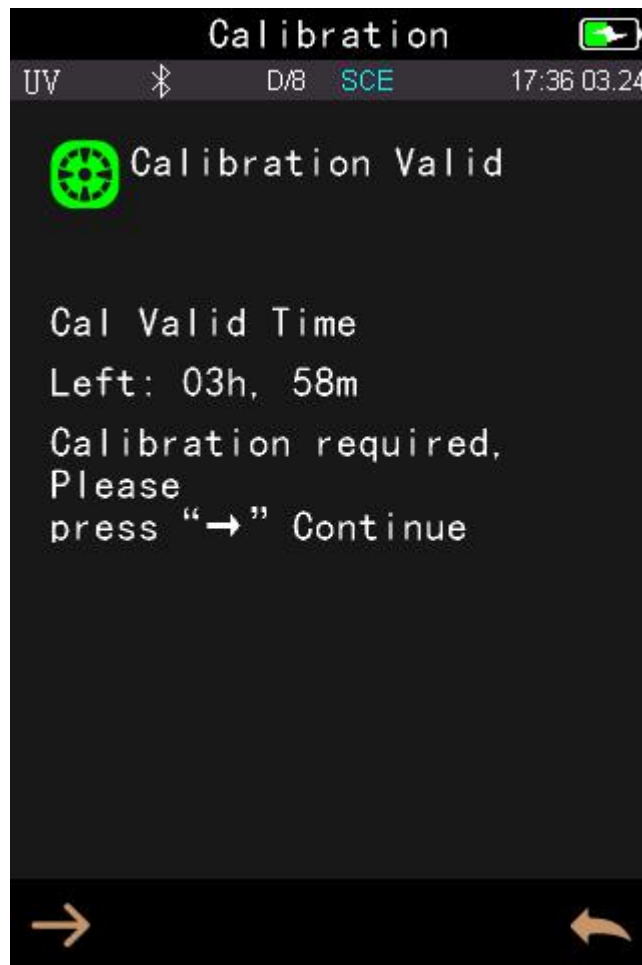 Calibration
UV D/8 SCE 17:36 03.24
Calibration Valid
Cal Valid Time
Left: 03h, 58m
Calibration required,
Please
press “→” Continue